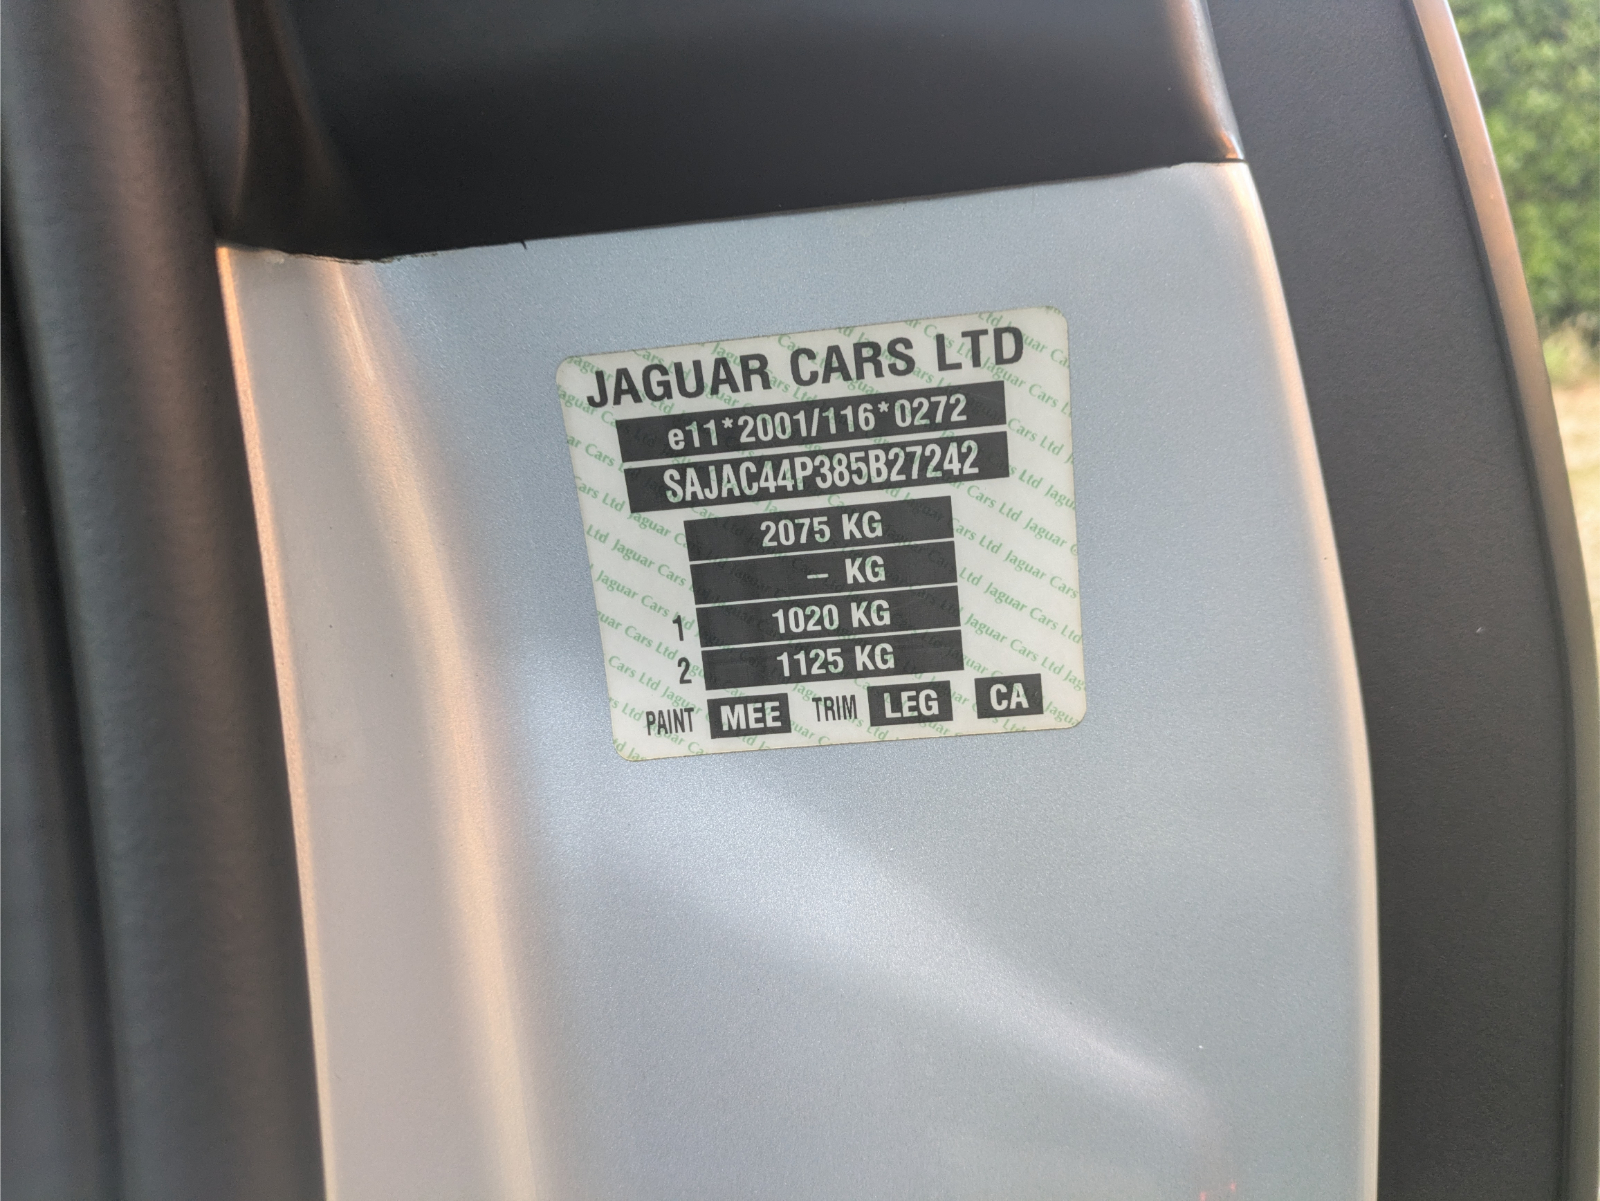 JAGUAR CARS LTD
e11*2001/116*0272
SAJAC44P385B27242
2075 KG
– KG
1 1020 KG
2 1125 KG
PAINT MEE TRIM LEG CA